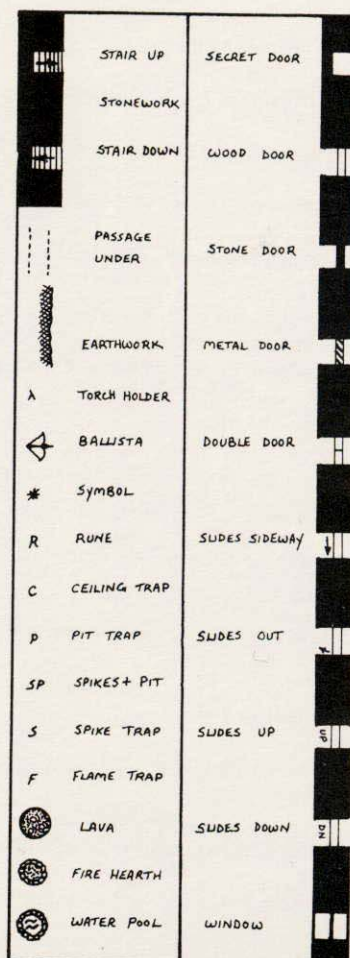 STAIR UP
STONEWORK
STAIR DOWN
PASSAGE
UNDER
EARTHWORK
λ TORCH HOLDER
BALLISTA
* SYMBOL
R RUNE
C CEILING TRAP
P PIT TRAP
SP SPIKES + PIT
S SPIKE TRAP
F FLAME TRAP
LAVA
FIRE HEARTH
WATER POOL
SECRET DOOR
WOOD DOOR
STONE DOOR
METAL DOOR
DOUBLE DOOR
SLIDES SIDEWAY
SLIDES OUT
SLIDES UP
UP
SLIDES DOWN
DN
WINDOW